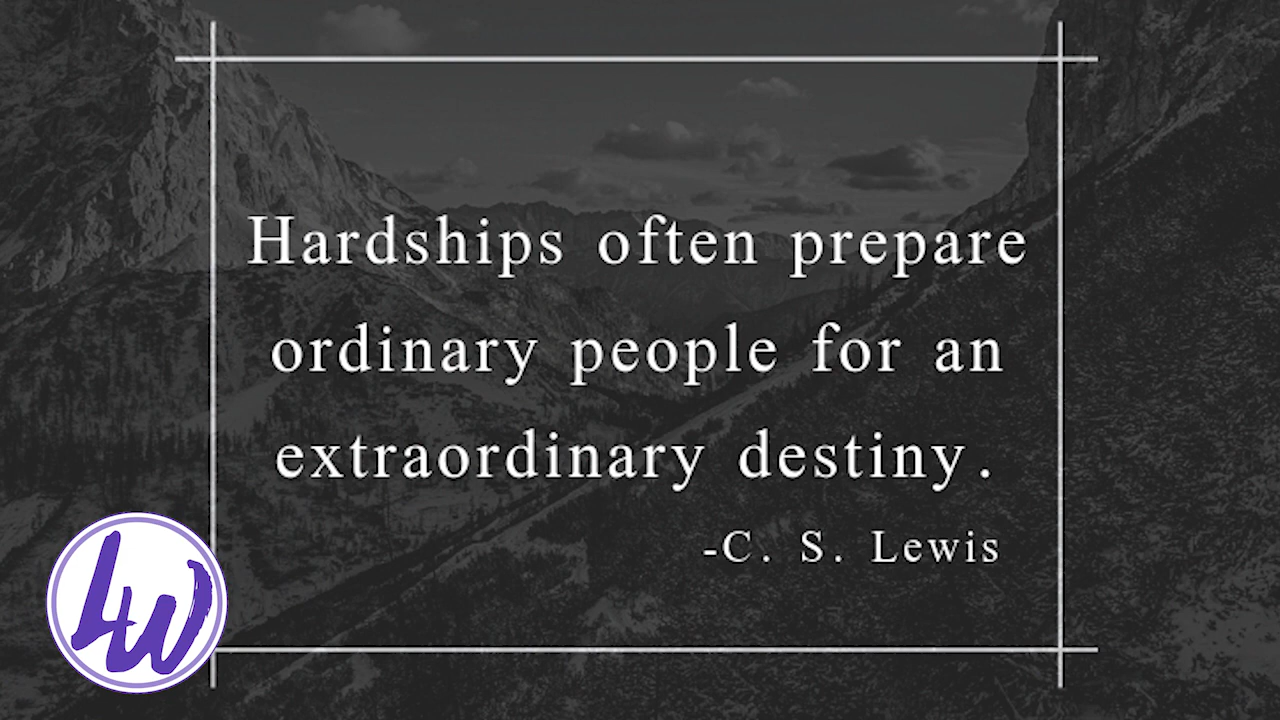 Hardships often prepare
ordinary people for an
extraordinary destiny.
-C. S. Lewis
LW